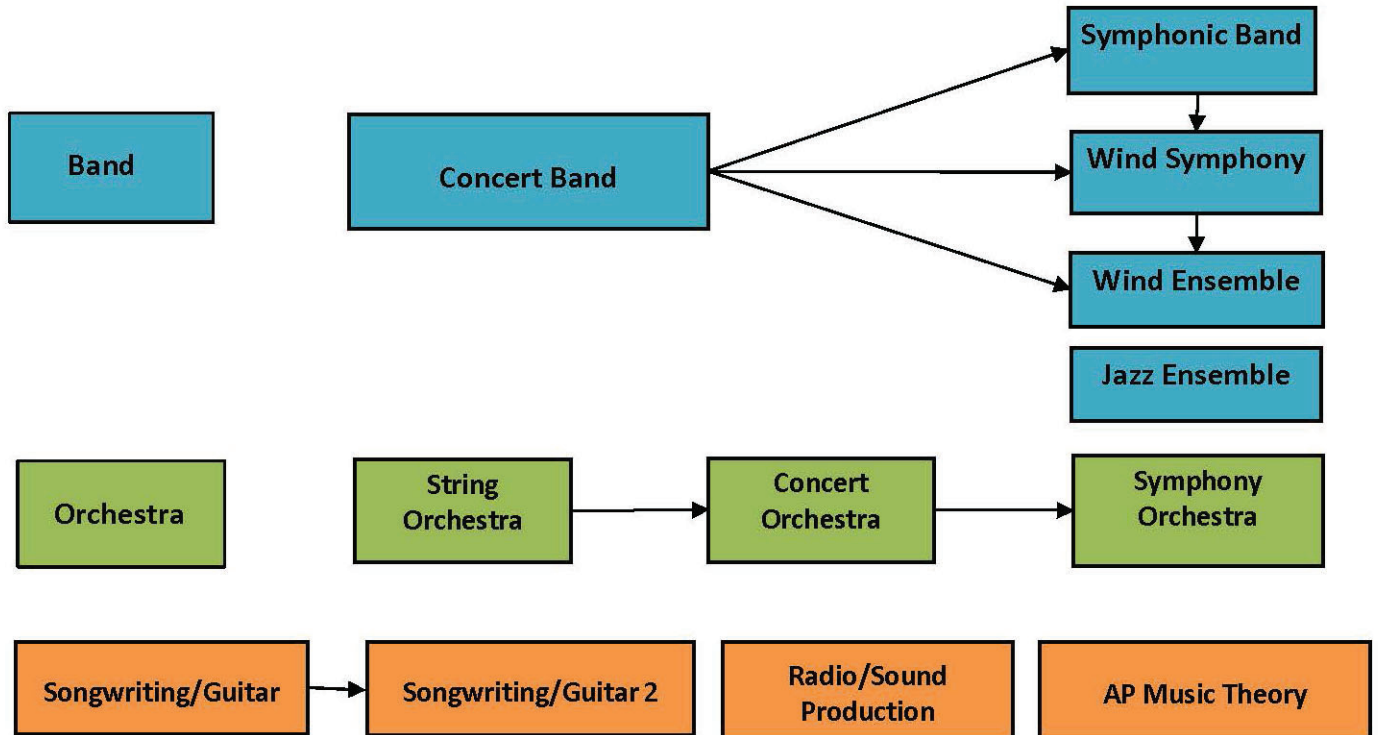 Symphonic Band
Band
Concert Band
Wind Symphony
Wind Ensemble
Jazz Ensemble
Orchestra
String
Orchestra
Concert
Orchestra
Symphony
Orchestra
Songwriting/Guitar
Songwriting/Guitar 2
Radio/Sound
Production
AP Music Theory